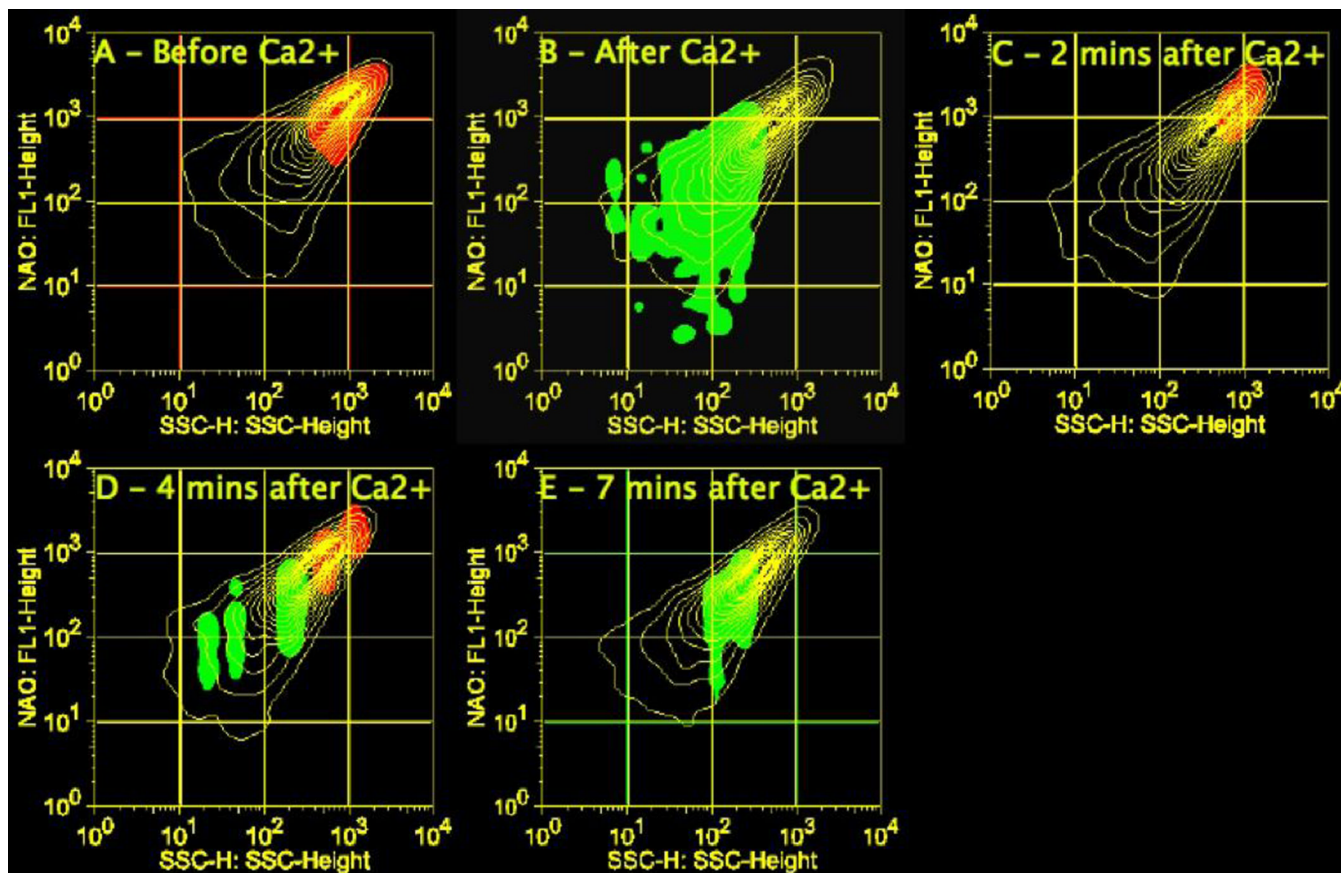 A - Before Ca2+
NAO: FL1-Height
10⁴
10³
10²
10¹
10⁰
10⁰ 10¹ 10² 10³ 10⁴
SSC-H: SSC-Height
B - After Ca2+
NAO: FL1-Height
10⁴
10³
10²
10¹
10⁰
10⁰ 10¹ 10² 10³ 10⁴
SSC-H: SSC-Height
C - 2 mins after Ca2+
NAO: FL1-Height
10⁴
10³
10²
10¹
10⁰
10⁰ 10¹ 10² 10³ 10⁴
SSC-H: SSC-Height
D - 4 mins after Ca2+
NAO: FL1-Height
10⁴
10³
10²
10¹
10⁰
10⁰ 10¹ 10² 10³ 10⁴
SSC-H: SSC-Height
E - 7 mins after Ca2+
NAO: FL1-Height
10⁴
10³
10²
10¹
10⁰
10⁰ 10¹ 10² 10³ 10⁴
SSC-H: SSC-Height